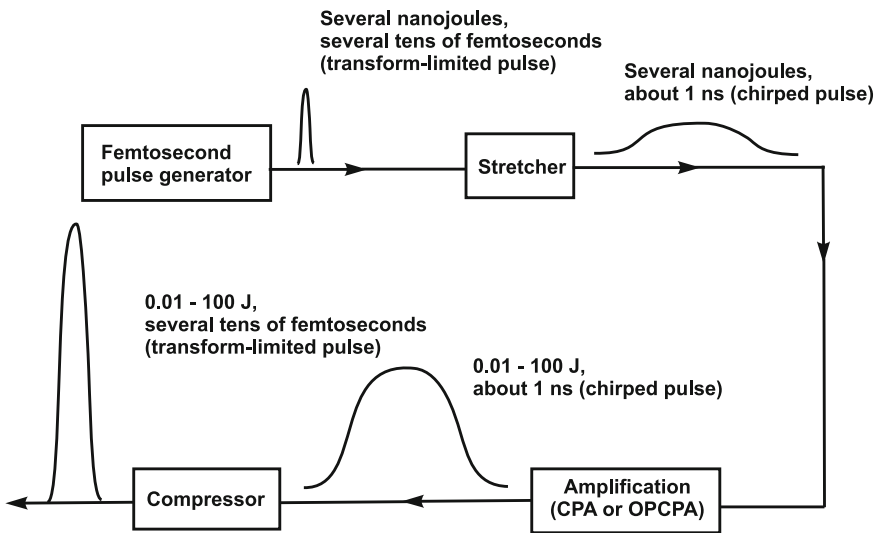 Several nanojoules,
several tens of femtoseconds
(transform-limited pulse)
Several nanojoules,
about 1 ns (chirped pulse)
Femtosecond
pulse generator
Stretcher
0.01 - 100 J,
several tens of femtoseconds
(transform-limited pulse)
0.01 - 100 J,
about 1 ns (chirped pulse)
Compressor
Amplification
(CPA or OPCPA)